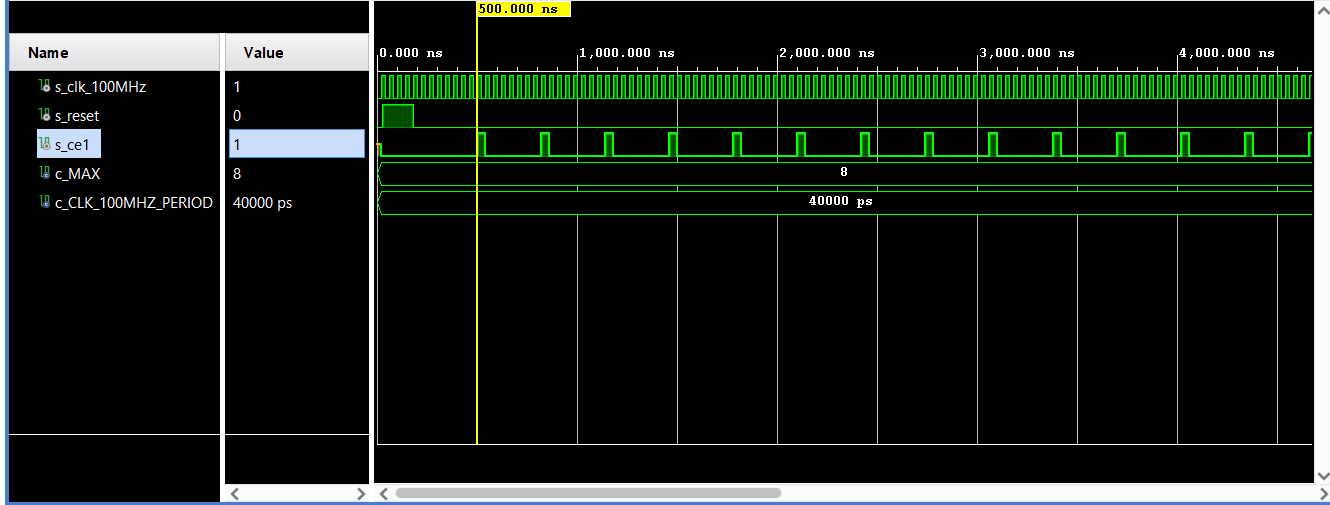 500.000 ns
Name Value
0.000 ns 1,000.000 ns 2,000.000 ns 3,000.000 ns 4,000.000 ns
s_clk_100MHz 1
s_reset 0
s_ce1 1
c_MAX 8 8
c_CLK_100MHZ_PERIOD 40000 ps 40000 ps